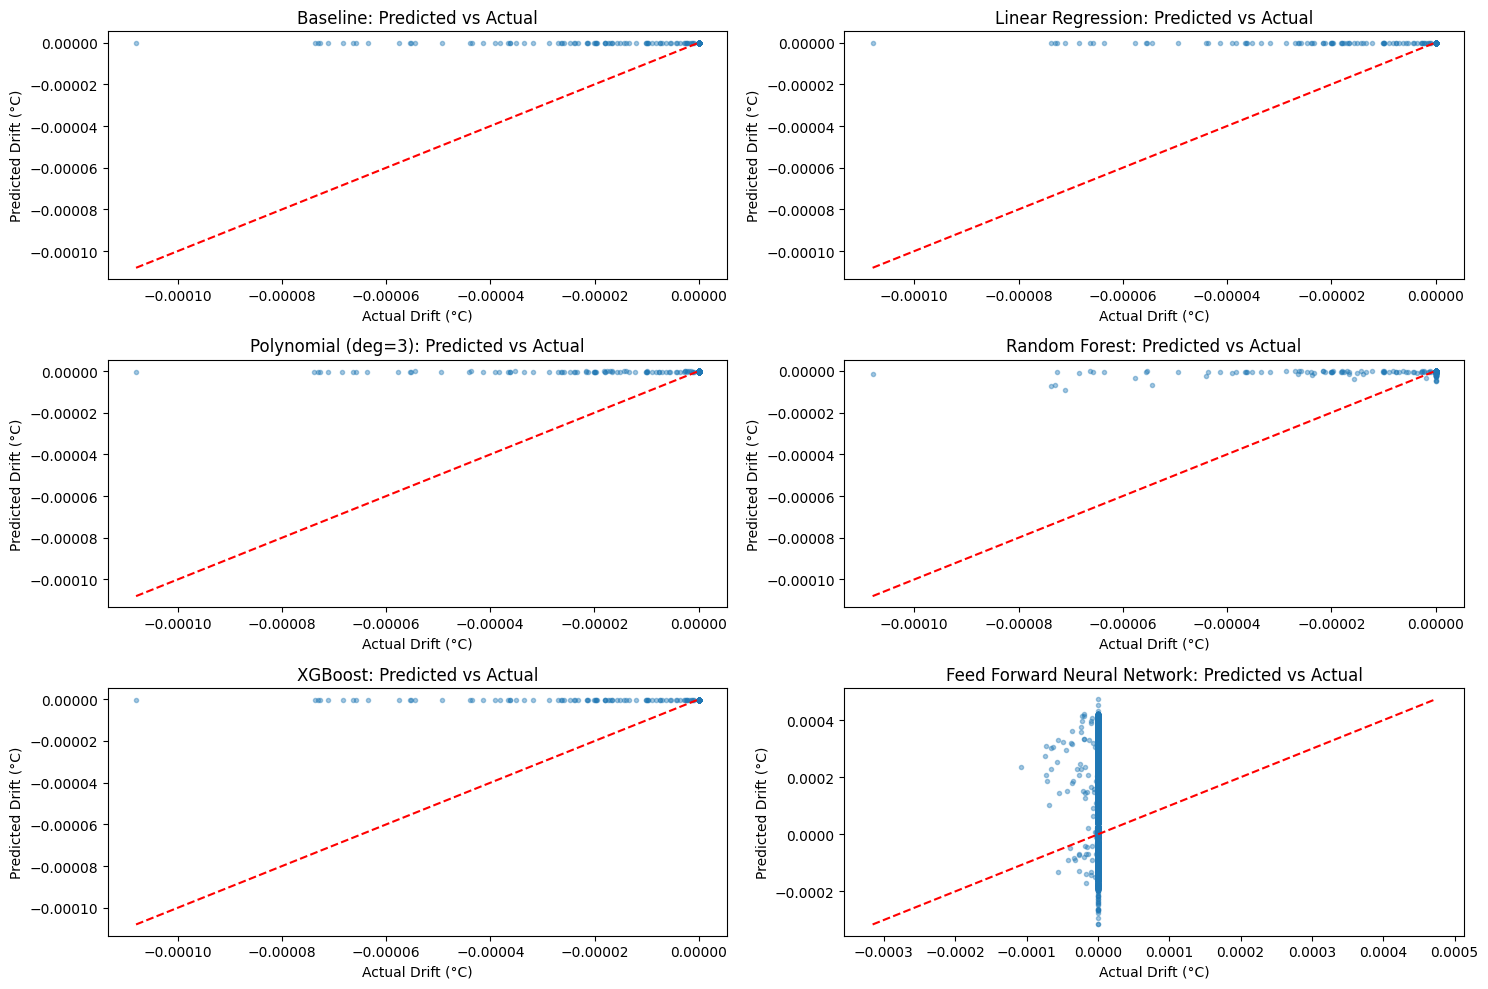 Baseline: Predicted vs Actual
Predicted Drift (°C)
0.00000
−0.00002
−0.00004
−0.00006
−0.00008
−0.00010
−0.00010 −0.00008 −0.00006 −0.00004 −0.00002 0.00000
Actual Drift (°C)
Linear Regression: Predicted vs Actual
Predicted Drift (°C)
0.00000
−0.00002
−0.00004
−0.00006
−0.00008
−0.00010
−0.00010 −0.00008 −0.00006 −0.00004 −0.00002 0.00000
Actual Drift (°C)
Polynomial (deg=3): Predicted vs Actual
Predicted Drift (°C)
0.00000
−0.00002
−0.00004
−0.00006
−0.00008
−0.00010
−0.00010 −0.00008 −0.00006 −0.00004 −0.00002 0.00000
Actual Drift (°C)
Random Forest: Predicted vs Actual
Predicted Drift (°C)
0.00000
−0.00002
−0.00004
−0.00006
−0.00008
−0.00010
−0.00010 −0.00008 −0.00006 −0.00004 −0.00002 0.00000
Actual Drift (°C)
XGBoost: Predicted vs Actual
Predicted Drift (°C)
0.00000
−0.00002
−0.00004
−0.00006
−0.00008
−0.00010
−0.00010 −0.00008 −0.00006 −0.00004 −0.00002 0.00000
Actual Drift (°C)
Feed Forward Neural Network: Predicted vs Actual
Predicted Drift (°C)
0.0004
0.0002
0.0000
−0.0002
−0.0003 −0.0002 −0.0001 0.0000 0.0001 0.0002 0.0003 0.0004 0.0005
Actual Drift (°C)